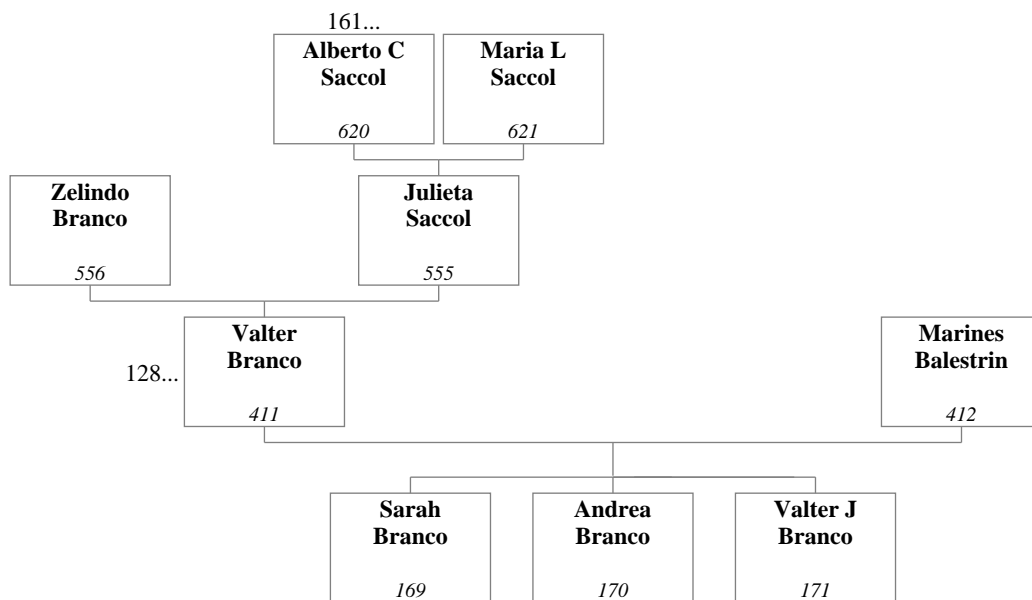 161...
Alberto C
Saccol
620
Maria L
Saccol
621
Zelindo
Branco
556
Julieta
Saccol
555
128...
Valter
Branco
411
Marines
Balestrin
412
Sarah
Branco
169
Andrea
Branco
170
Valter J
Branco
171